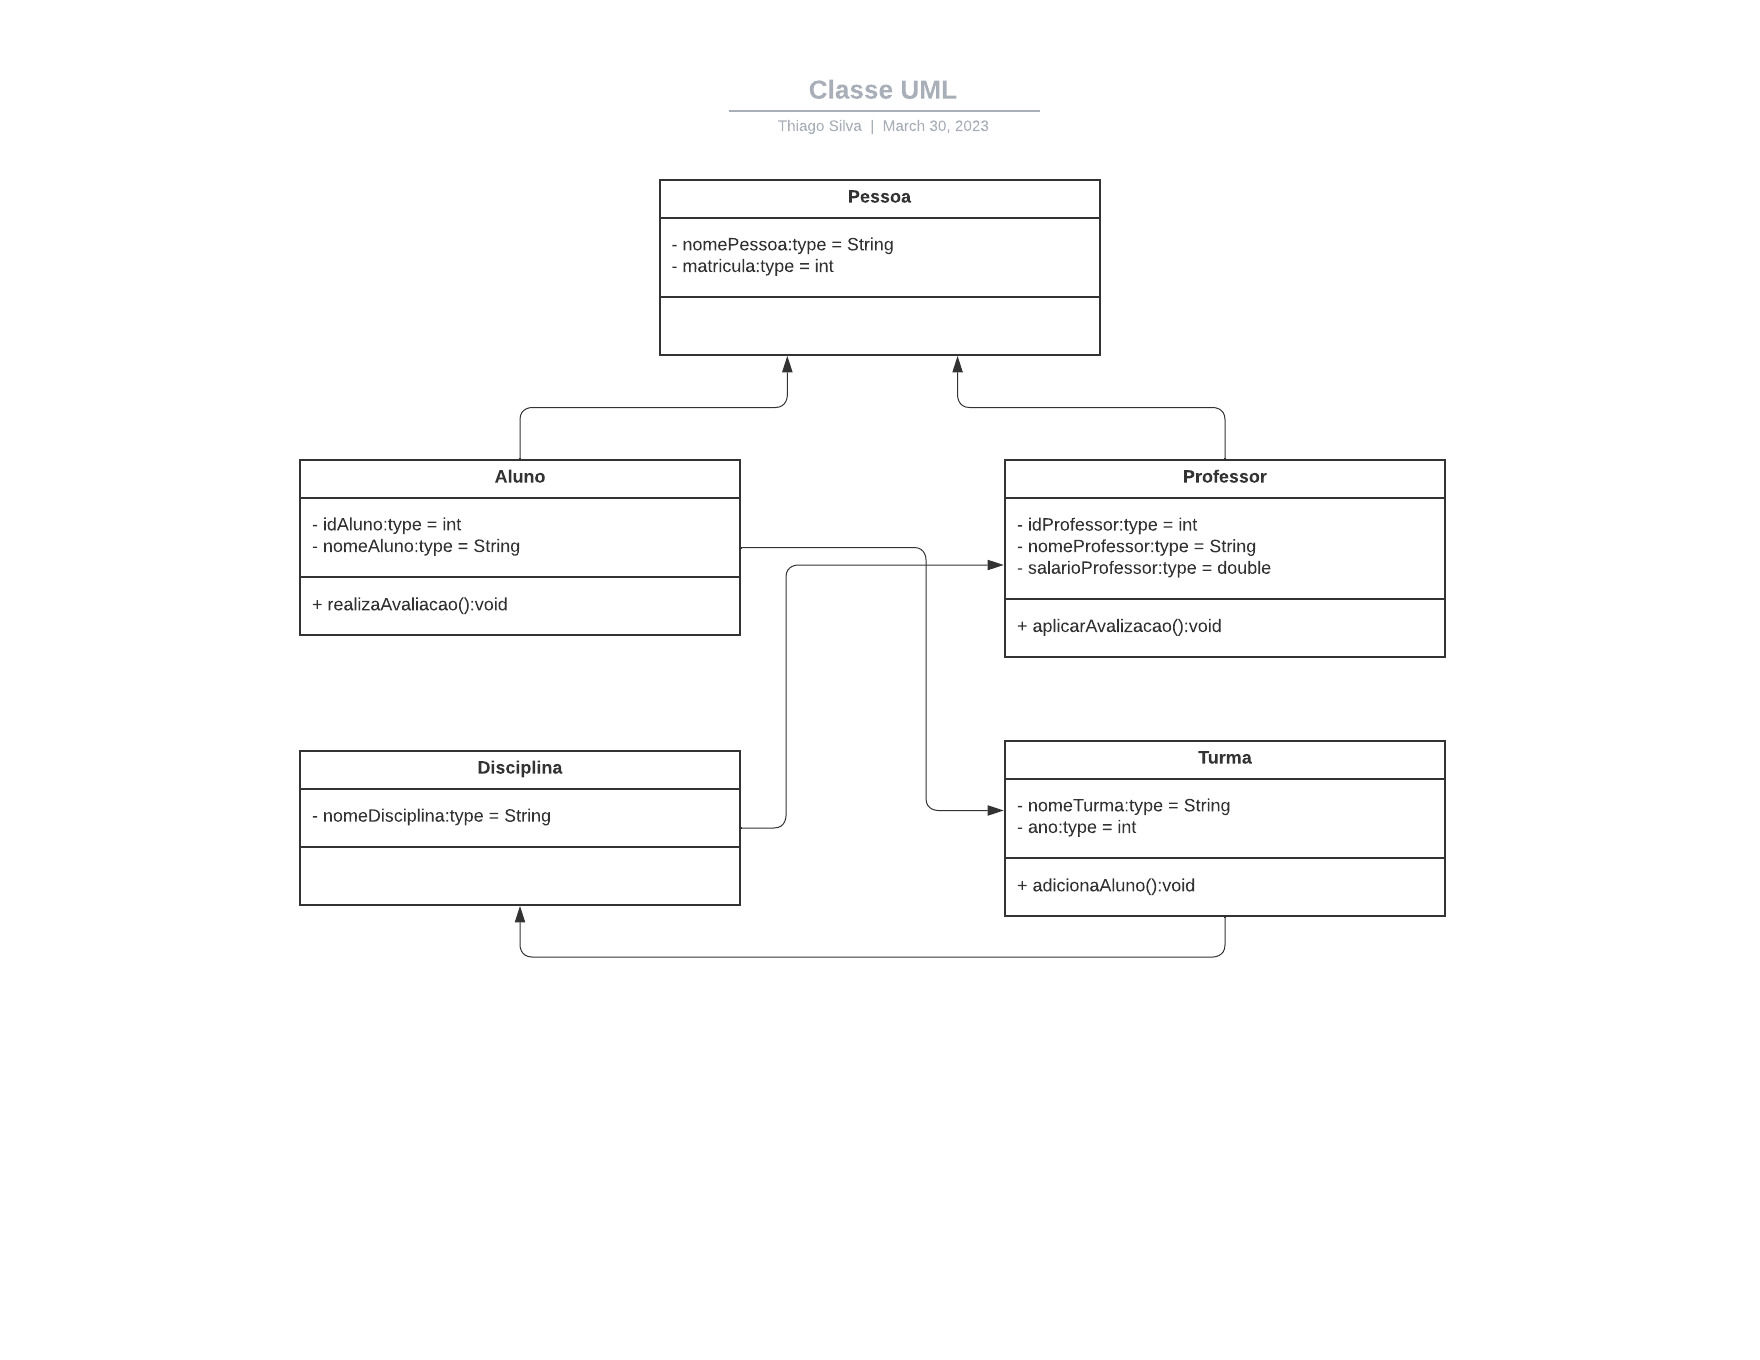 Classe UML
Thiago Silva | March 30, 2023
Pessoa
- nomePessoa:type = String
- matricula:type = int
Aluno
- idAluno:type = int
- nomeAluno:type = String
+ realizaAvaliacao():void
Professor
- idProfessor:type = int
- nomeProfessor:type = String
- salarioProfessor:type = double
+ aplicarAvalizacao():void
Disciplina
- nomeDisciplina:type = String
Turma
- nomeTurma:type = String
- ano:type = int
+ adicionaAluno():void